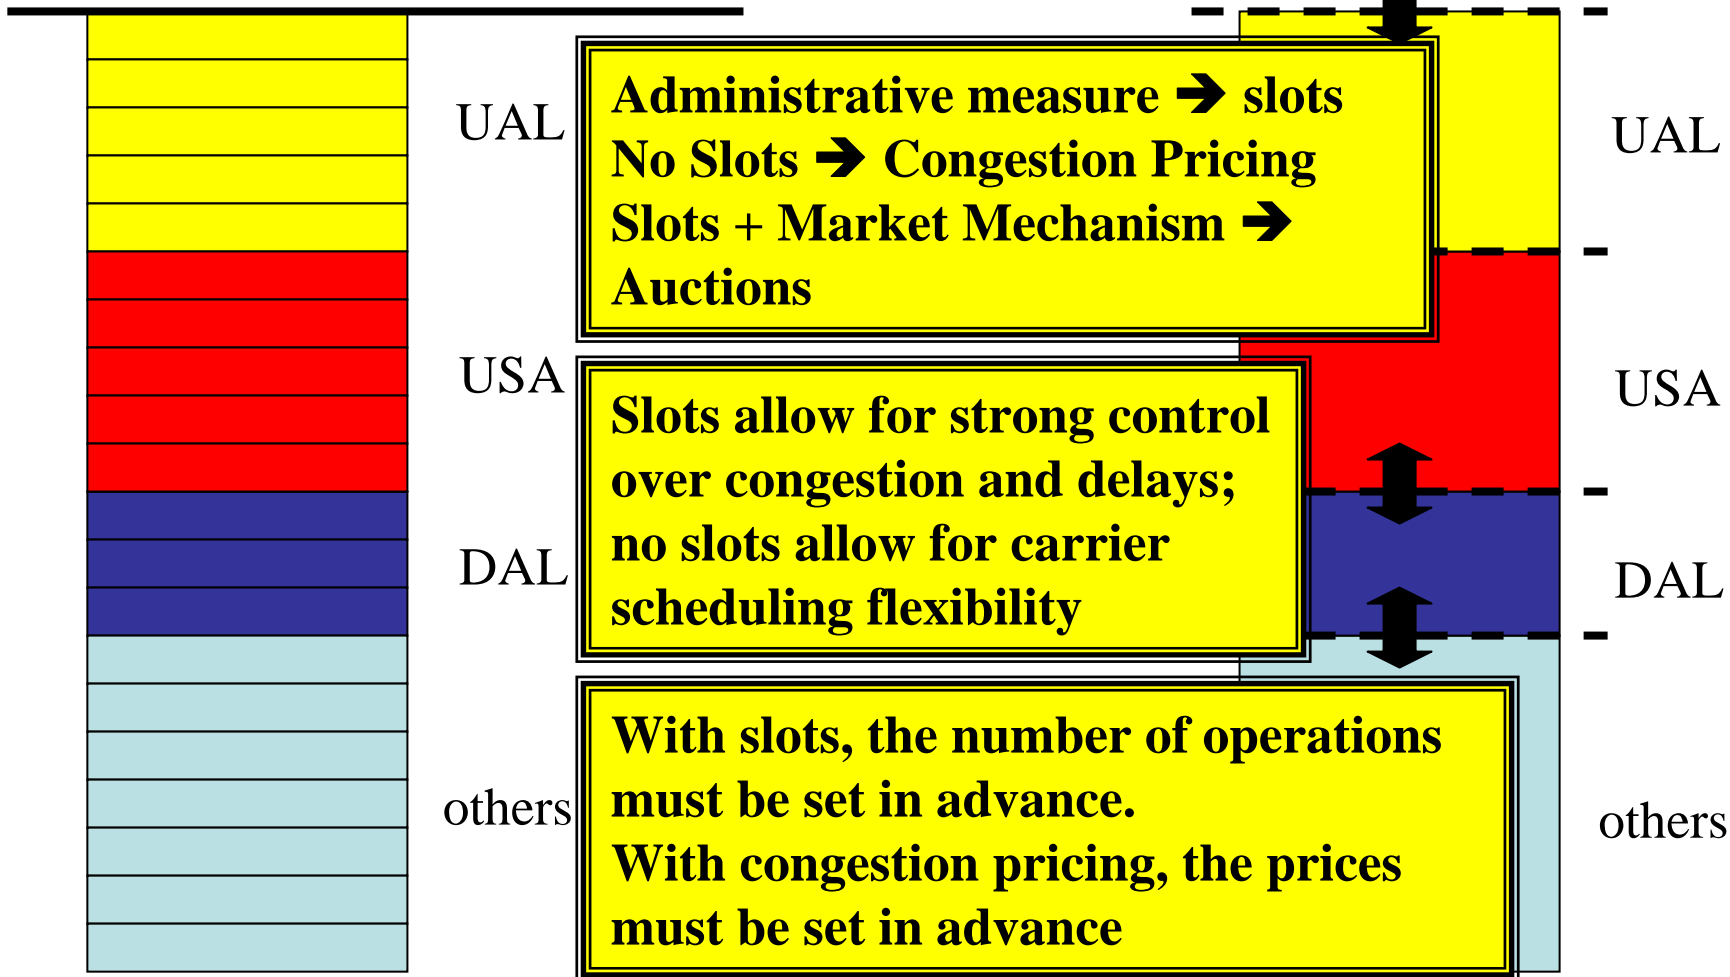 UAL
USA
DAL
others
Administrative measure ➔ slots
No Slots ➔ Congestion Pricing
Slots + Market Mechanism ➔
Auctions
Slots allow for strong control
over congestion and delays;
no slots allow for carrier
scheduling flexibility
With slots, the number of operations
must be set in advance.
With congestion pricing, the prices
must be set in advance
UAL
USA
DAL
others